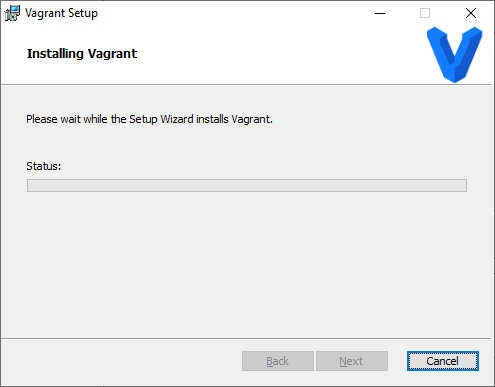 Vagrant Setup
Installing Vagrant
Please wait while the Setup Wizard installs Vagrant.
Status:
Back
Next
Cancel